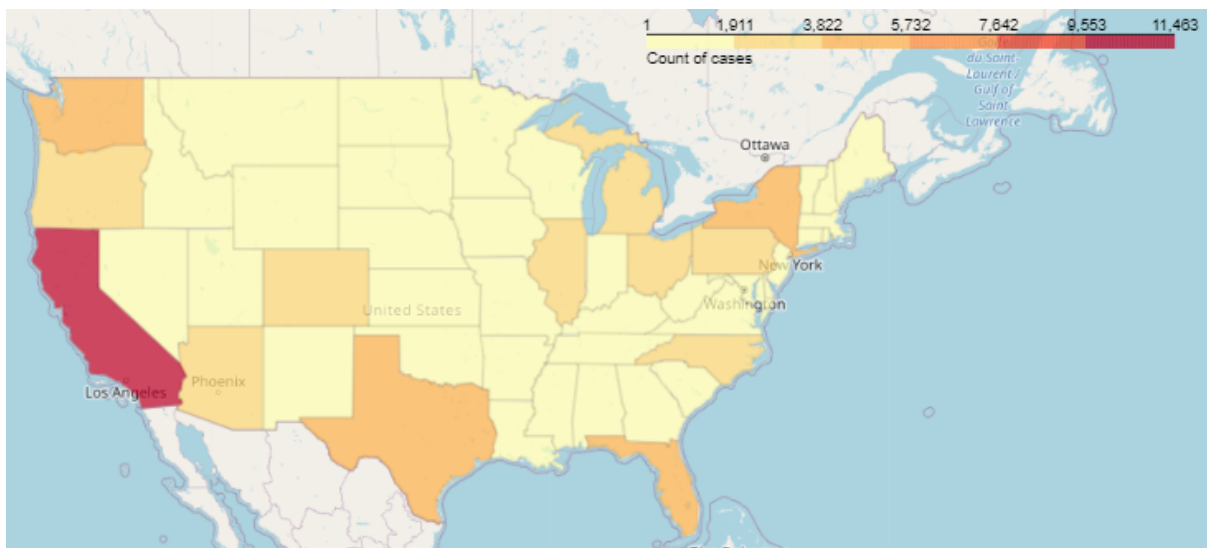 1 1,911 3,822 5,732 7,642 9,553 11,463
Count of cases
Golfe
du Saint-
Laurent /
Gulf of
Saint
Lawrence
Ottawa
New York
Washington
United States
Phoenix
Los Angeles